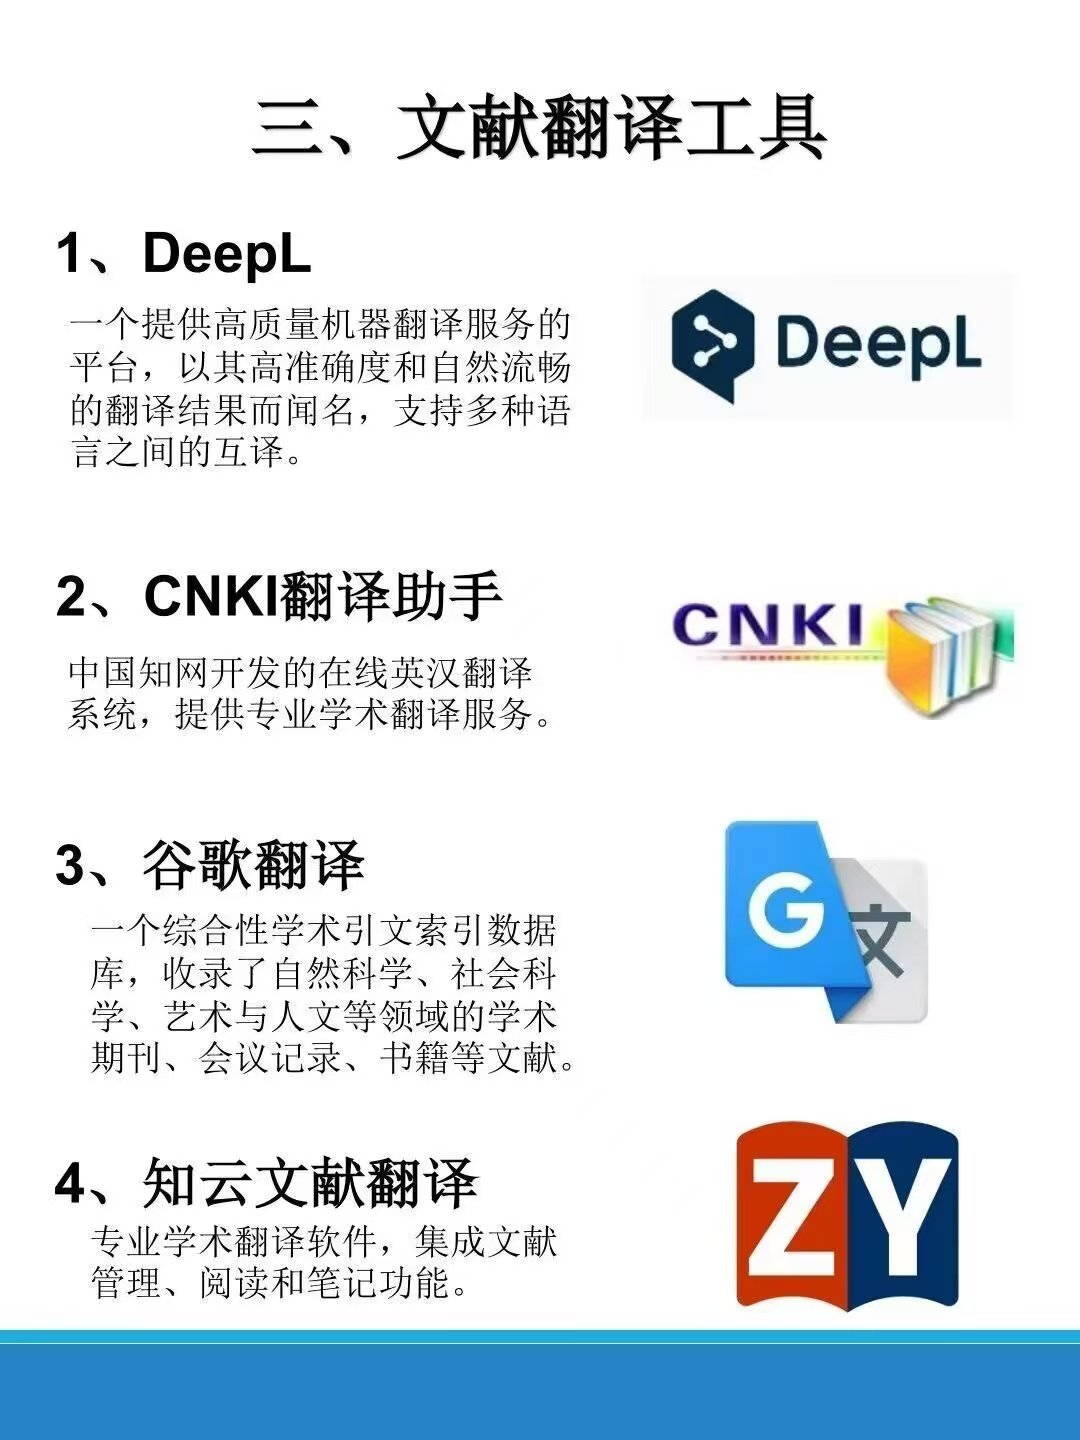 三、文献翻译工具
1、DeepL
一个提供高质量机器翻译服务的
平台，以其高准确度和自然流畅
的翻译结果而闻名，支持多种语
言之间的互译。
DeepL
2、CNKI翻译助手
中国知网开发的在线英汉翻译
系统，提供专业学术翻译服务。
CNKI
3、谷歌翻译
一个综合性学术引文索引数据
库，收录了自然科学、社会科
学、艺术与人文等领域的学术
期刊、会议记录、书籍等文献。
G
文
4、知云文献翻译
专业学术翻译软件，集成文献
管理、阅读和笔记功能。
ZY